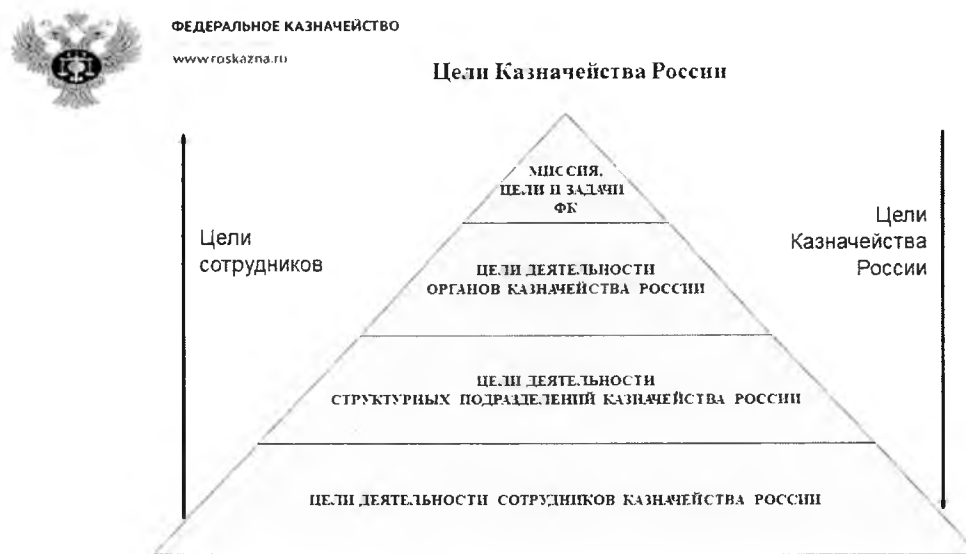 ФЕДЕРАЛЬНОЕ КАЗНАЧЕЙСТВО
www.roskazna.ru
Цели Казначейства России
МИССИЯ,
ЦЕЛИ И ЗАДАЧИ
ФК
Цели
сотрудников
Цели
Казначейства
России
ЦЕЛИ ДЕЯТЕЛЬНОСТИ
ОРГАНОВ КАЗНАЧЕЙСТВА РОССИИ
ЦЕЛИ ДЕЯТЕЛЬНОСТИ
СТРУКТУРНЫХ ПОДРАЗДЕЛЕНИЙ КАЗНАЧЕЙСТВА РОССИИ
ЦЕЛИ ДЕЯТЕЛЬНОСТИ СОТРУДНИКОВ КАЗНАЧЕЙСТВА РОССИИ